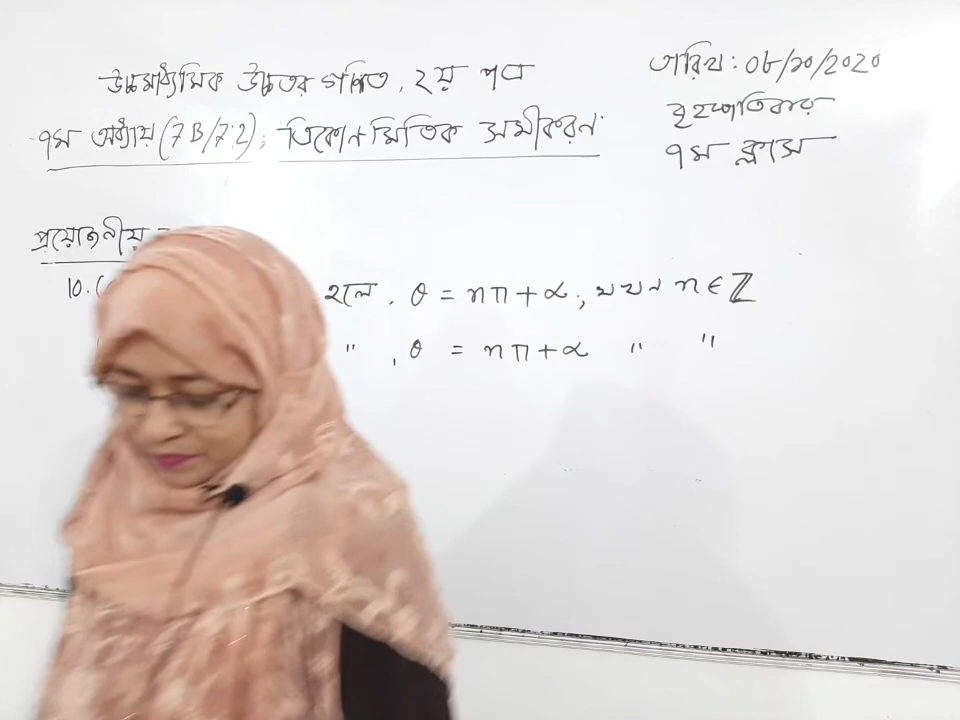 উচ্চমাধ্যমিক উচ্চতর গণিত, ২য় পত্র
৭ম অধ্যায় (7B/7.2); ত্রিকোণমিতিক সমীকরণ
তারিখ: ০৮/১০/২০২০
বৃহস্পতিবার
৭ম ক্লাস
প্রয়োজনীয়
10. হলে, θ = nπ + α, যখন n ∈ ℤ
" , θ = nπ + α " "